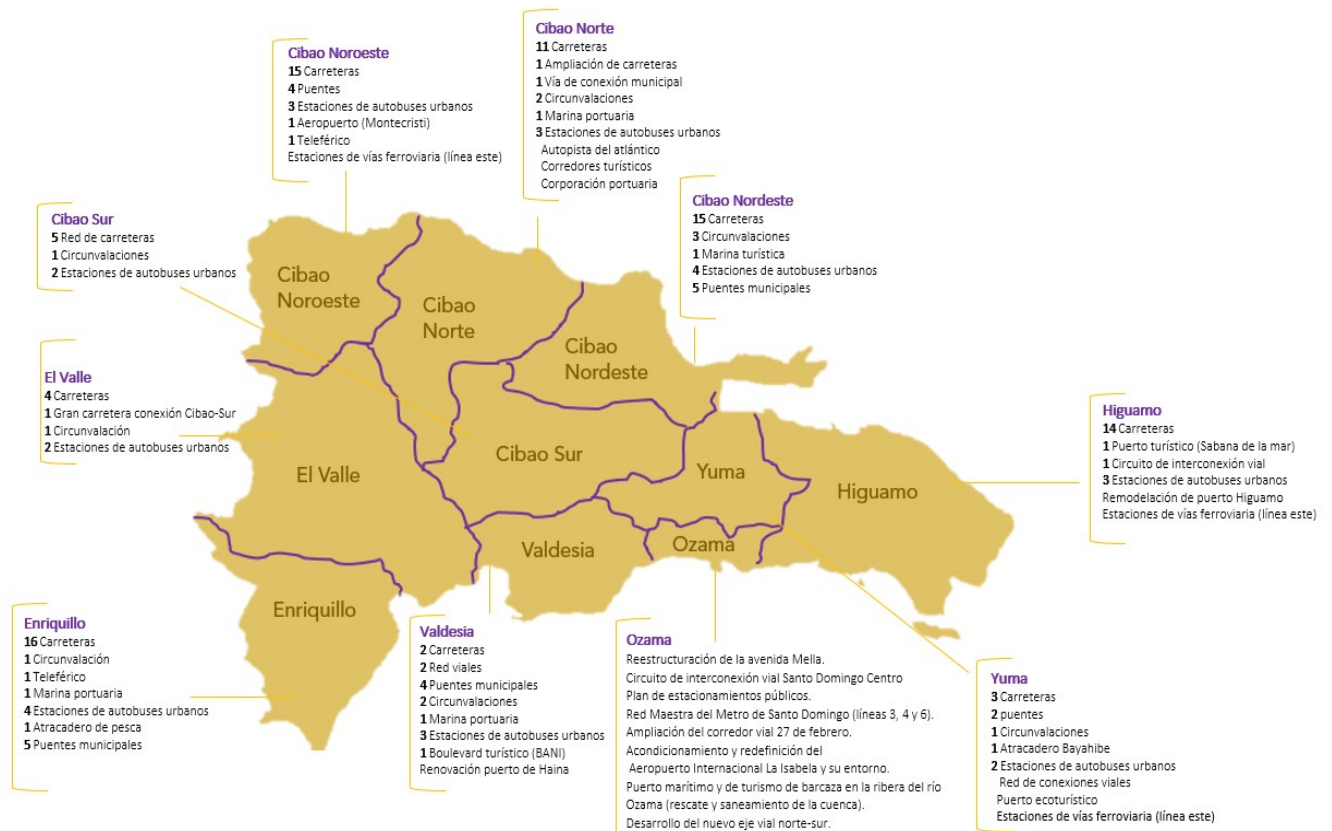 Cibao Noroeste
15 Carreteras
4 Puentes
3 Estaciones de autobuses urbanos
1 Aeropuerto (Montecristi)
1 Teleférico
Estaciones de vías ferroviaria (línea este)
Cibao Norte
11 Carreteras
1 Ampliación de carreteras
1 Vía de conexión municipal
2 Circunvalaciones
1 Marina portuaria
3 Estaciones de autobuses urbanos
Autopista del atlántico
Corredores turísticos
Corporación portuaria
Cibao Nordeste
15 Carreteras
3 Circunvalaciones
1 Marina turística
4 Estaciones de autobuses urbanos
5 Puentes municipales
Cibao Sur
5 Red de carreteras
1 Circunvalaciones
2 Estaciones de autobuses urbanos
El Valle
4 Carreteras
1 Gran carretera conexión Cibao-Sur
1 Circunvalación
2 Estaciones de autobuses urbanos
Higuamo
14 Carreteras
1 Puerto turístico (Sabana de la mar)
1 Circuito de interconexión vial
3 Estaciones de autobuses urbanos
Remodelación de puerto Higuamo
Estaciones de vías ferroviaria (línea este)
Cibao
Noroeste
Cibao
Norte
Cibao
Nordeste
El Valle
Cibao Sur
Yuma
Higuamo
Valdesia
Ozama
Enriquillo
Enriquillo
16 Carreteras
1 Circunvalación
1 Teleférico
1 Marina portuaria
4 Estaciones de autobuses urbanos
1 Atracadero de pesca
5 Puentes municipales
Valdesia
2 Carreteras
2 Red viales
4 Puentes municipales
2 Circunvalaciones
1 Marina portuaria
3 Estaciones de autobuses urbanos
1 Boulevard turístico (BANI)
Renovación puerto de Haina
Ozama
Reestructuración de la avenida Mella.
Circuito de interconexión vial Santo Domingo Centro
Plan de estacionamientos públicos.
Red Maestra del Metro de Santo Domingo (líneas 3, 4 y 6).
Ampliación del corredor vial 27 de febrero.
Acondicionamiento y redefinición del
Aeropuerto Internacional La Isabela y su entorno.
Puerto marítimo y de turismo de barcaza en la ribera del río
Ozama (rescate y saneamiento de la cuenca).
Desarrollo del nuevo eje vial norte-sur.
Yuma
3 Carreteras
2 puentes
1 Circunvalaciones
1 Atracadero Bayahibe
2 Estaciones de autobuses urbanos
Red de conexiones viales
Puerto ecoturístico
Estaciones de vías ferroviaria (línea este)